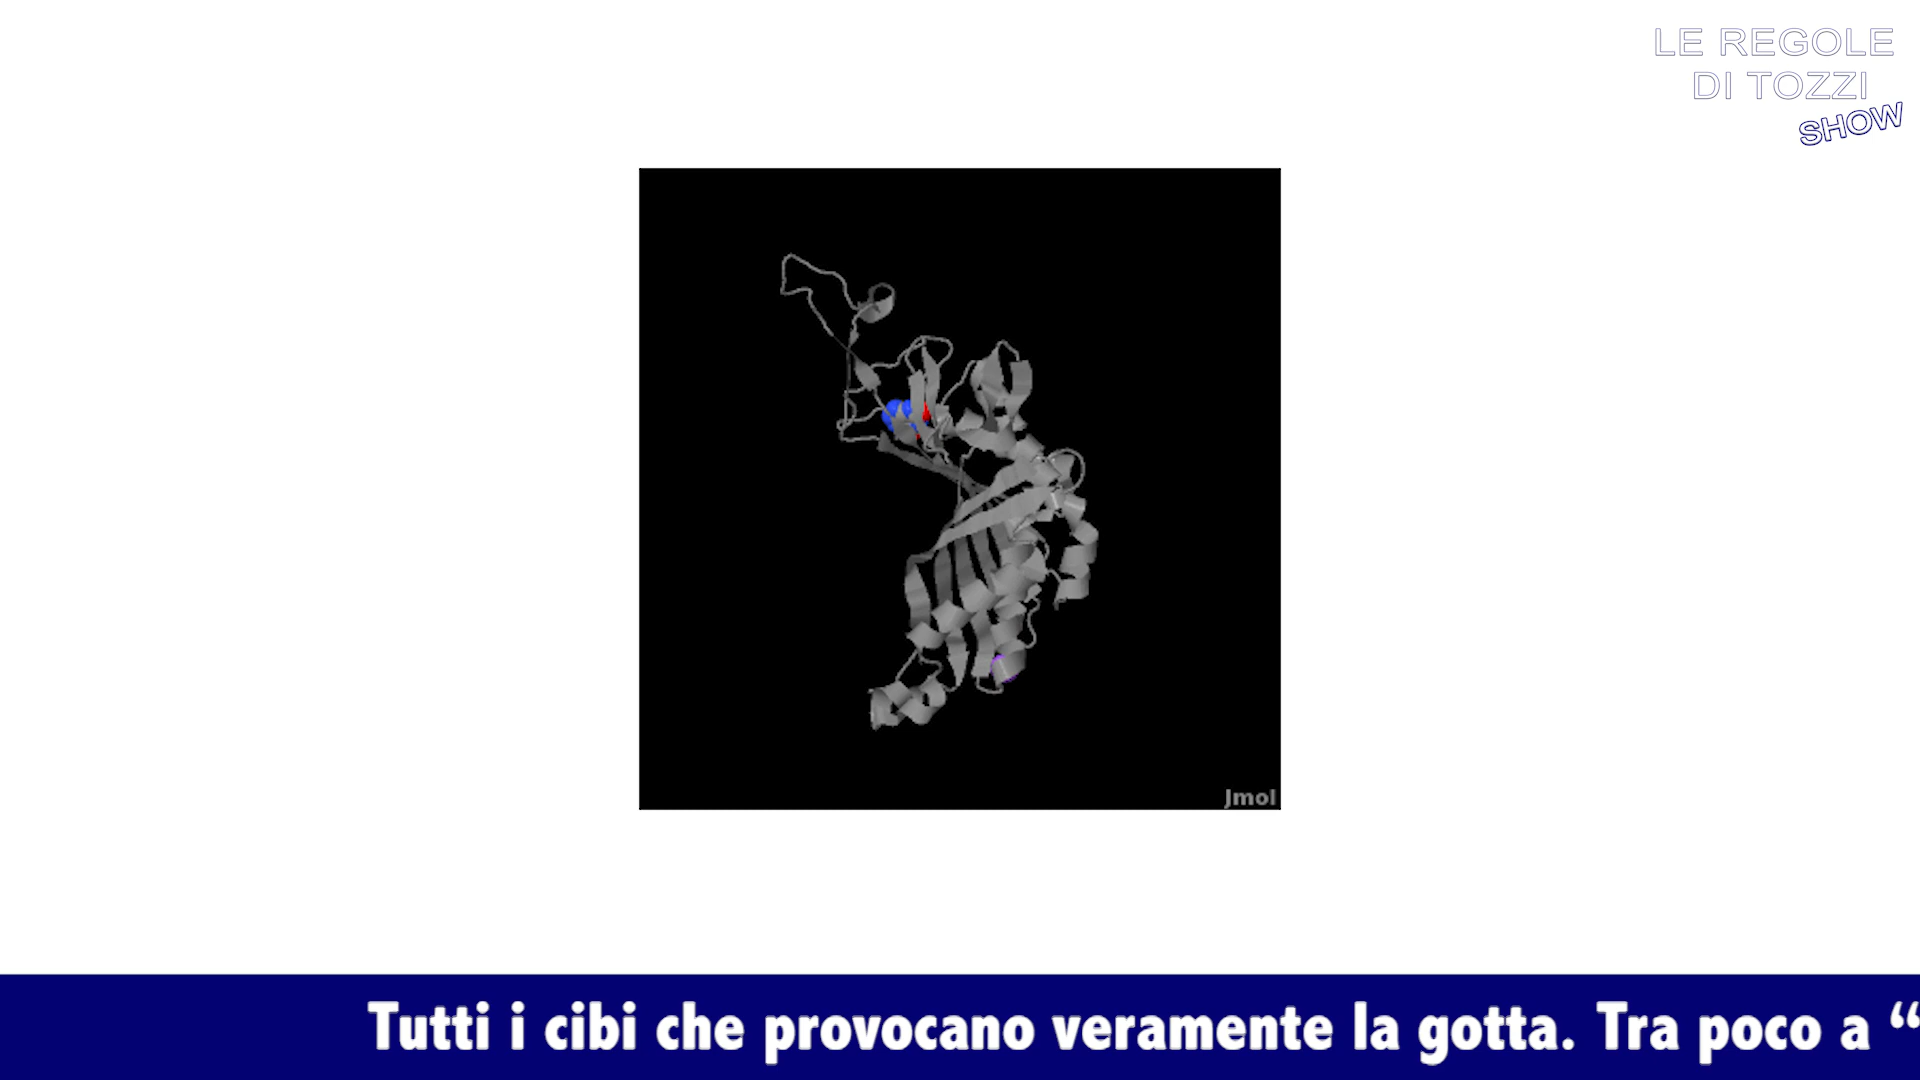 LE REGOLE
DI TOZZI
SHOW
Jmol
Tutti i cibi che provocano veramente la gotta. Tra poco a “